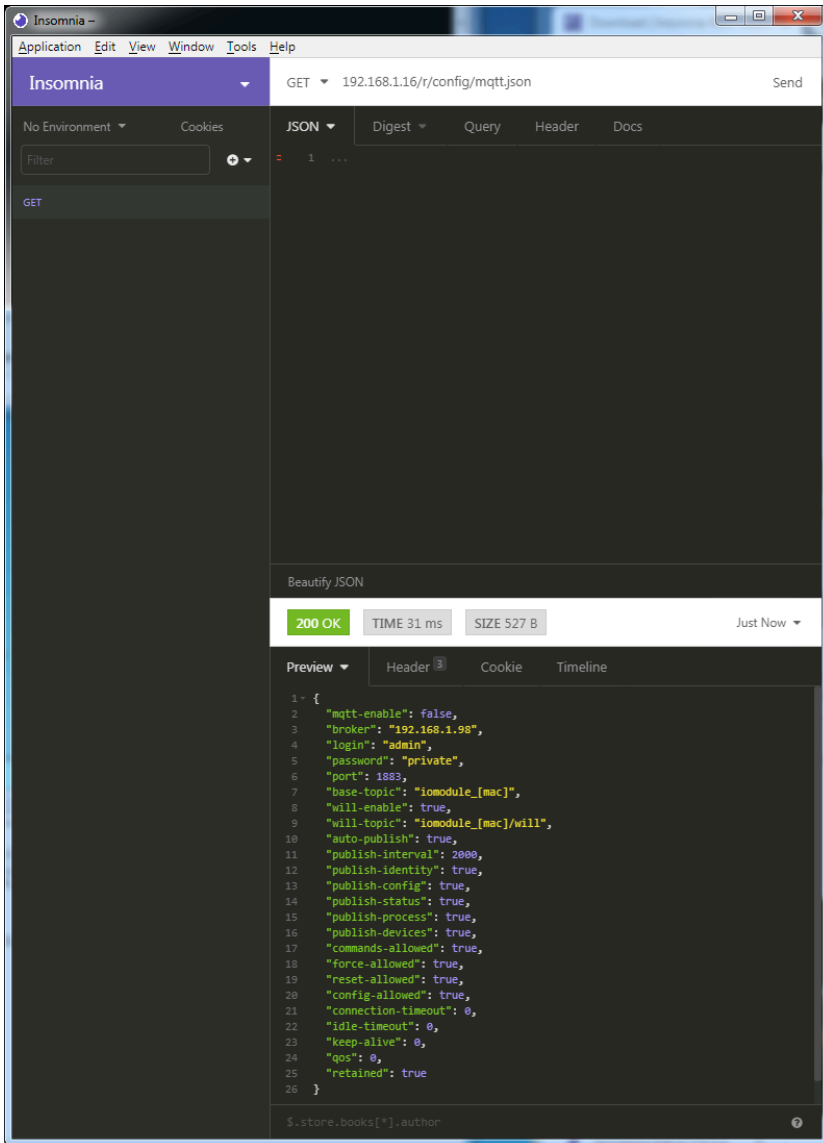 Insomnia –
Application Edit View Window Tools Help
Insomnia
GET 192.168.1.16/r/config/mqtt.json Send
No Environment Cookies
JSON Digest Query Header Docs
Filter
1 ...
GET
Beautify JSON
200 OK TIME 31 ms SIZE 527 B Just Now
Preview Header 3 Cookie Timeline
1 {
2 "mqtt-enable": false,
3 "broker": "192.168.1.98",
4 "login": "admin",
5 "password": "private",
6 "port": 1883,
7 "base-topic": "iomodule_[mac]",
8 "will-enable": true,
9 "will-topic": "iomodule_[mac]/will",
10 "auto-publish": true,
11 "publish-interval": 2000,
12 "publish-identity": true,
13 "publish-config": true,
14 "publish-status": true,
15 "publish-process": true,
16 "publish-devices": true,
17 "commands-allowed": true,
18 "force-allowed": true,
19 "reset-allowed": true,
20 "config-allowed": true,
21 "connection-timeout": 0,
22 "idle-timeout": 0,
23 "keep-alive": 0,
24 "qos": 0,
25 "retained": true
26 }
$.store.books[*].author